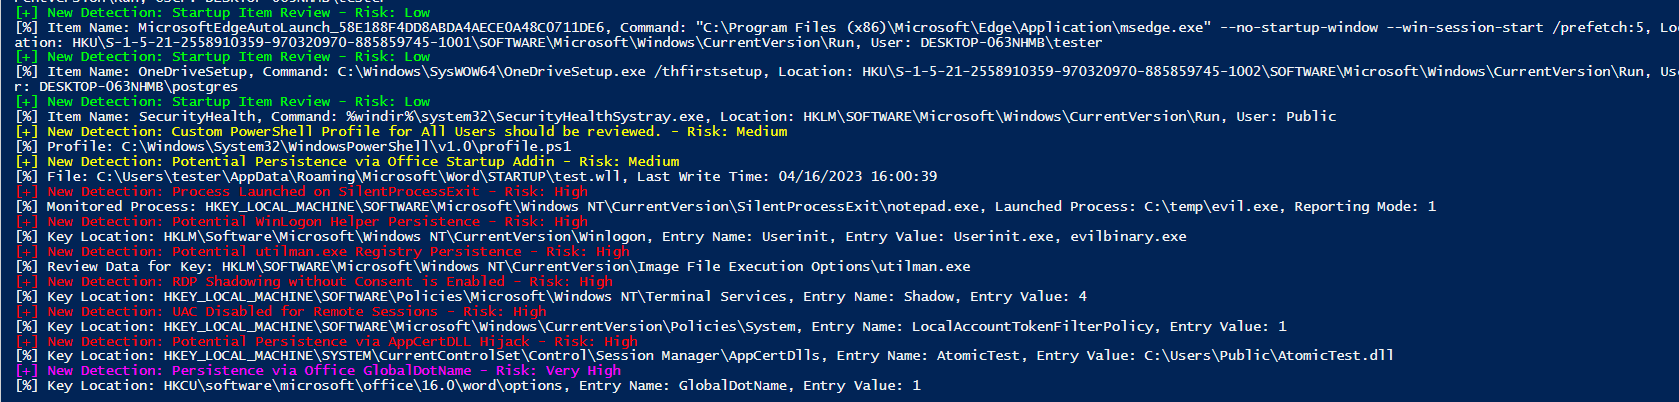 [+] New Detection: Startup Item Review - Risk: Low
[%] Item Name: MicrosoftEdgeAutoLaunch_58E188F4DD8ABDA4AECE0A48C0711DE6, Command: "C:\Program Files (x86)\Microsoft\Edge\Application\msedge.exe" --no-startup-window --win-session-start /prefetch:5, Loc
ation: HKU\S-1-5-21-2558910359-970320970-885859745-1001\SOFTWARE\Microsoft\Windows\CurrentVersion\Run, User: DESKTOP-063NHMB\tester
[+] New Detection: Startup Item Review - Risk: Low
[%] Item Name: OneDriveSetup, Command: C:\Windows\SysWOW64\OneDriveSetup.exe /thfirstsetup, Location: HKU\S-1-5-21-2558910359-970320970-885859745-1002\SOFTWARE\Microsoft\Windows\CurrentVersion\Run, Use
r: DESKTOP-063NHMB\postgres
[+] New Detection: Startup Item Review - Risk: Low
[%] Item Name: SecurityHealth, Command: %windir%\system32\SecurityHealthSystray.exe, Location: HKLM\SOFTWARE\Microsoft\Windows\CurrentVersion\Run, User: Public
[+] New Detection: Custom PowerShell Profile for All Users should be reviewed. - Risk: Medium
[%] Profile: C:\Windows\System32\WindowsPowerShell\v1.0\profile.ps1
[+] New Detection: Potential Persistence via Office Startup Addin - Risk: Medium
[%] File: C:\Users\tester\AppData\Roaming\Microsoft\Word\STARTUP\test.wll, Last Write Time: 04/16/2023 16:00:39
[+] New Detection: Process Launched on SilentProcessExit - Risk: High
[%] Monitored Process: HKEY_LOCAL_MACHINE\SOFTWARE\Microsoft\Windows NT\CurrentVersion\SilentProcessExit\notepad.exe, Launched Process: C:\temp\evil.exe, Reporting Mode: 1
[+] New Detection: Potential WinLogon Helper Persistence - Risk: High
[%] Key Location: HKLM\Software\Microsoft\Windows NT\CurrentVersion\Winlogon, Entry Name: Userinit, Entry Value: Userinit.exe, evilbinary.exe
[+] New Detection: Potential utilman.exe Registry Persistence - Risk: High
[%] Review Data for Key: HKLM\SOFTWARE\Microsoft\Windows NT\CurrentVersion\Image File Execution Options\utilman.exe
[+] New Detection: RDP Shadowing without Consent is Enabled - Risk: High
[%] Key Location: HKEY_LOCAL_MACHINE\SOFTWARE\Policies\Microsoft\Windows NT\Terminal Services, Entry Name: Shadow, Entry Value: 4
[+] New Detection: UAC Disabled for Remote Sessions - Risk: High
[%] Key Location: HKEY_LOCAL_MACHINE\SOFTWARE\Microsoft\Windows\CurrentVersion\Policies\System, Entry Name: LocalAccountTokenFilterPolicy, Entry Value: 1
[+] New Detection: Potential Persistence via AppCertDLL Hijack - Risk: High
[%] Key Location: HKEY_LOCAL_MACHINE\SYSTEM\CurrentControlSet\Control\Session Manager\AppCertDlls, Entry Name: AtomicTest, Entry Value: C:\Users\Public\AtomicTest.dll
[+] New Detection: Persistence via Office GlobalDotName - Risk: Very High
[%] Key Location: HKCU\software\microsoft\office\16.0\word\options, Entry Name: GlobalDotName, Entry Value: 1